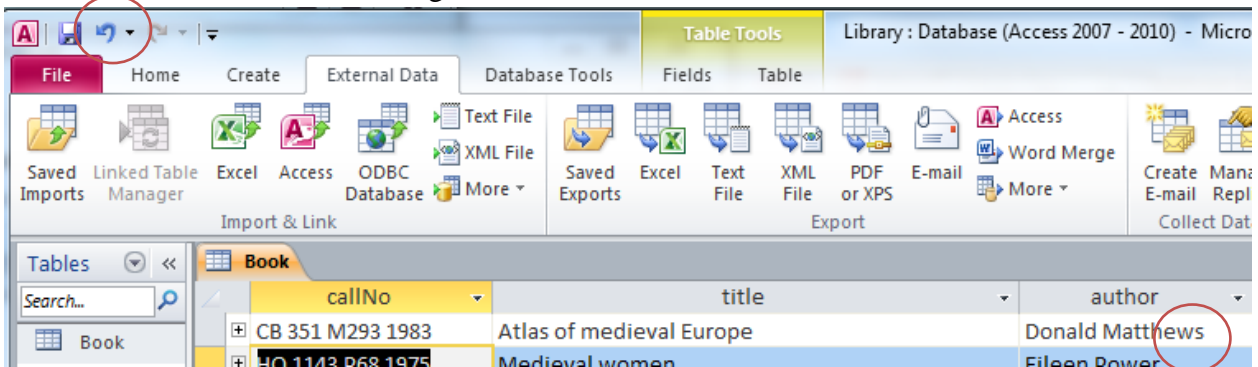 Table Tools Library : Database (Access 2007 - 2010) - Micro
File Home Create External Data Database Tools Fields Table
Saved Imports
Linked Table Manager
Excel
Access
ODBC Database
Text File
XML File
More
Import & Link
Saved Exports
Excel
Text File
XML File
PDF or XPS
E-mail
Access
Word Merge
More
Export
Create E-mail
Mana Repl
Collect Data
Tables « Book
Search... callNo title author
Book
CB 351 M293 1983 Atlas of medieval Europe Donald Matthews
HQ 1143 P68 1975 Medieval women Eileen Power